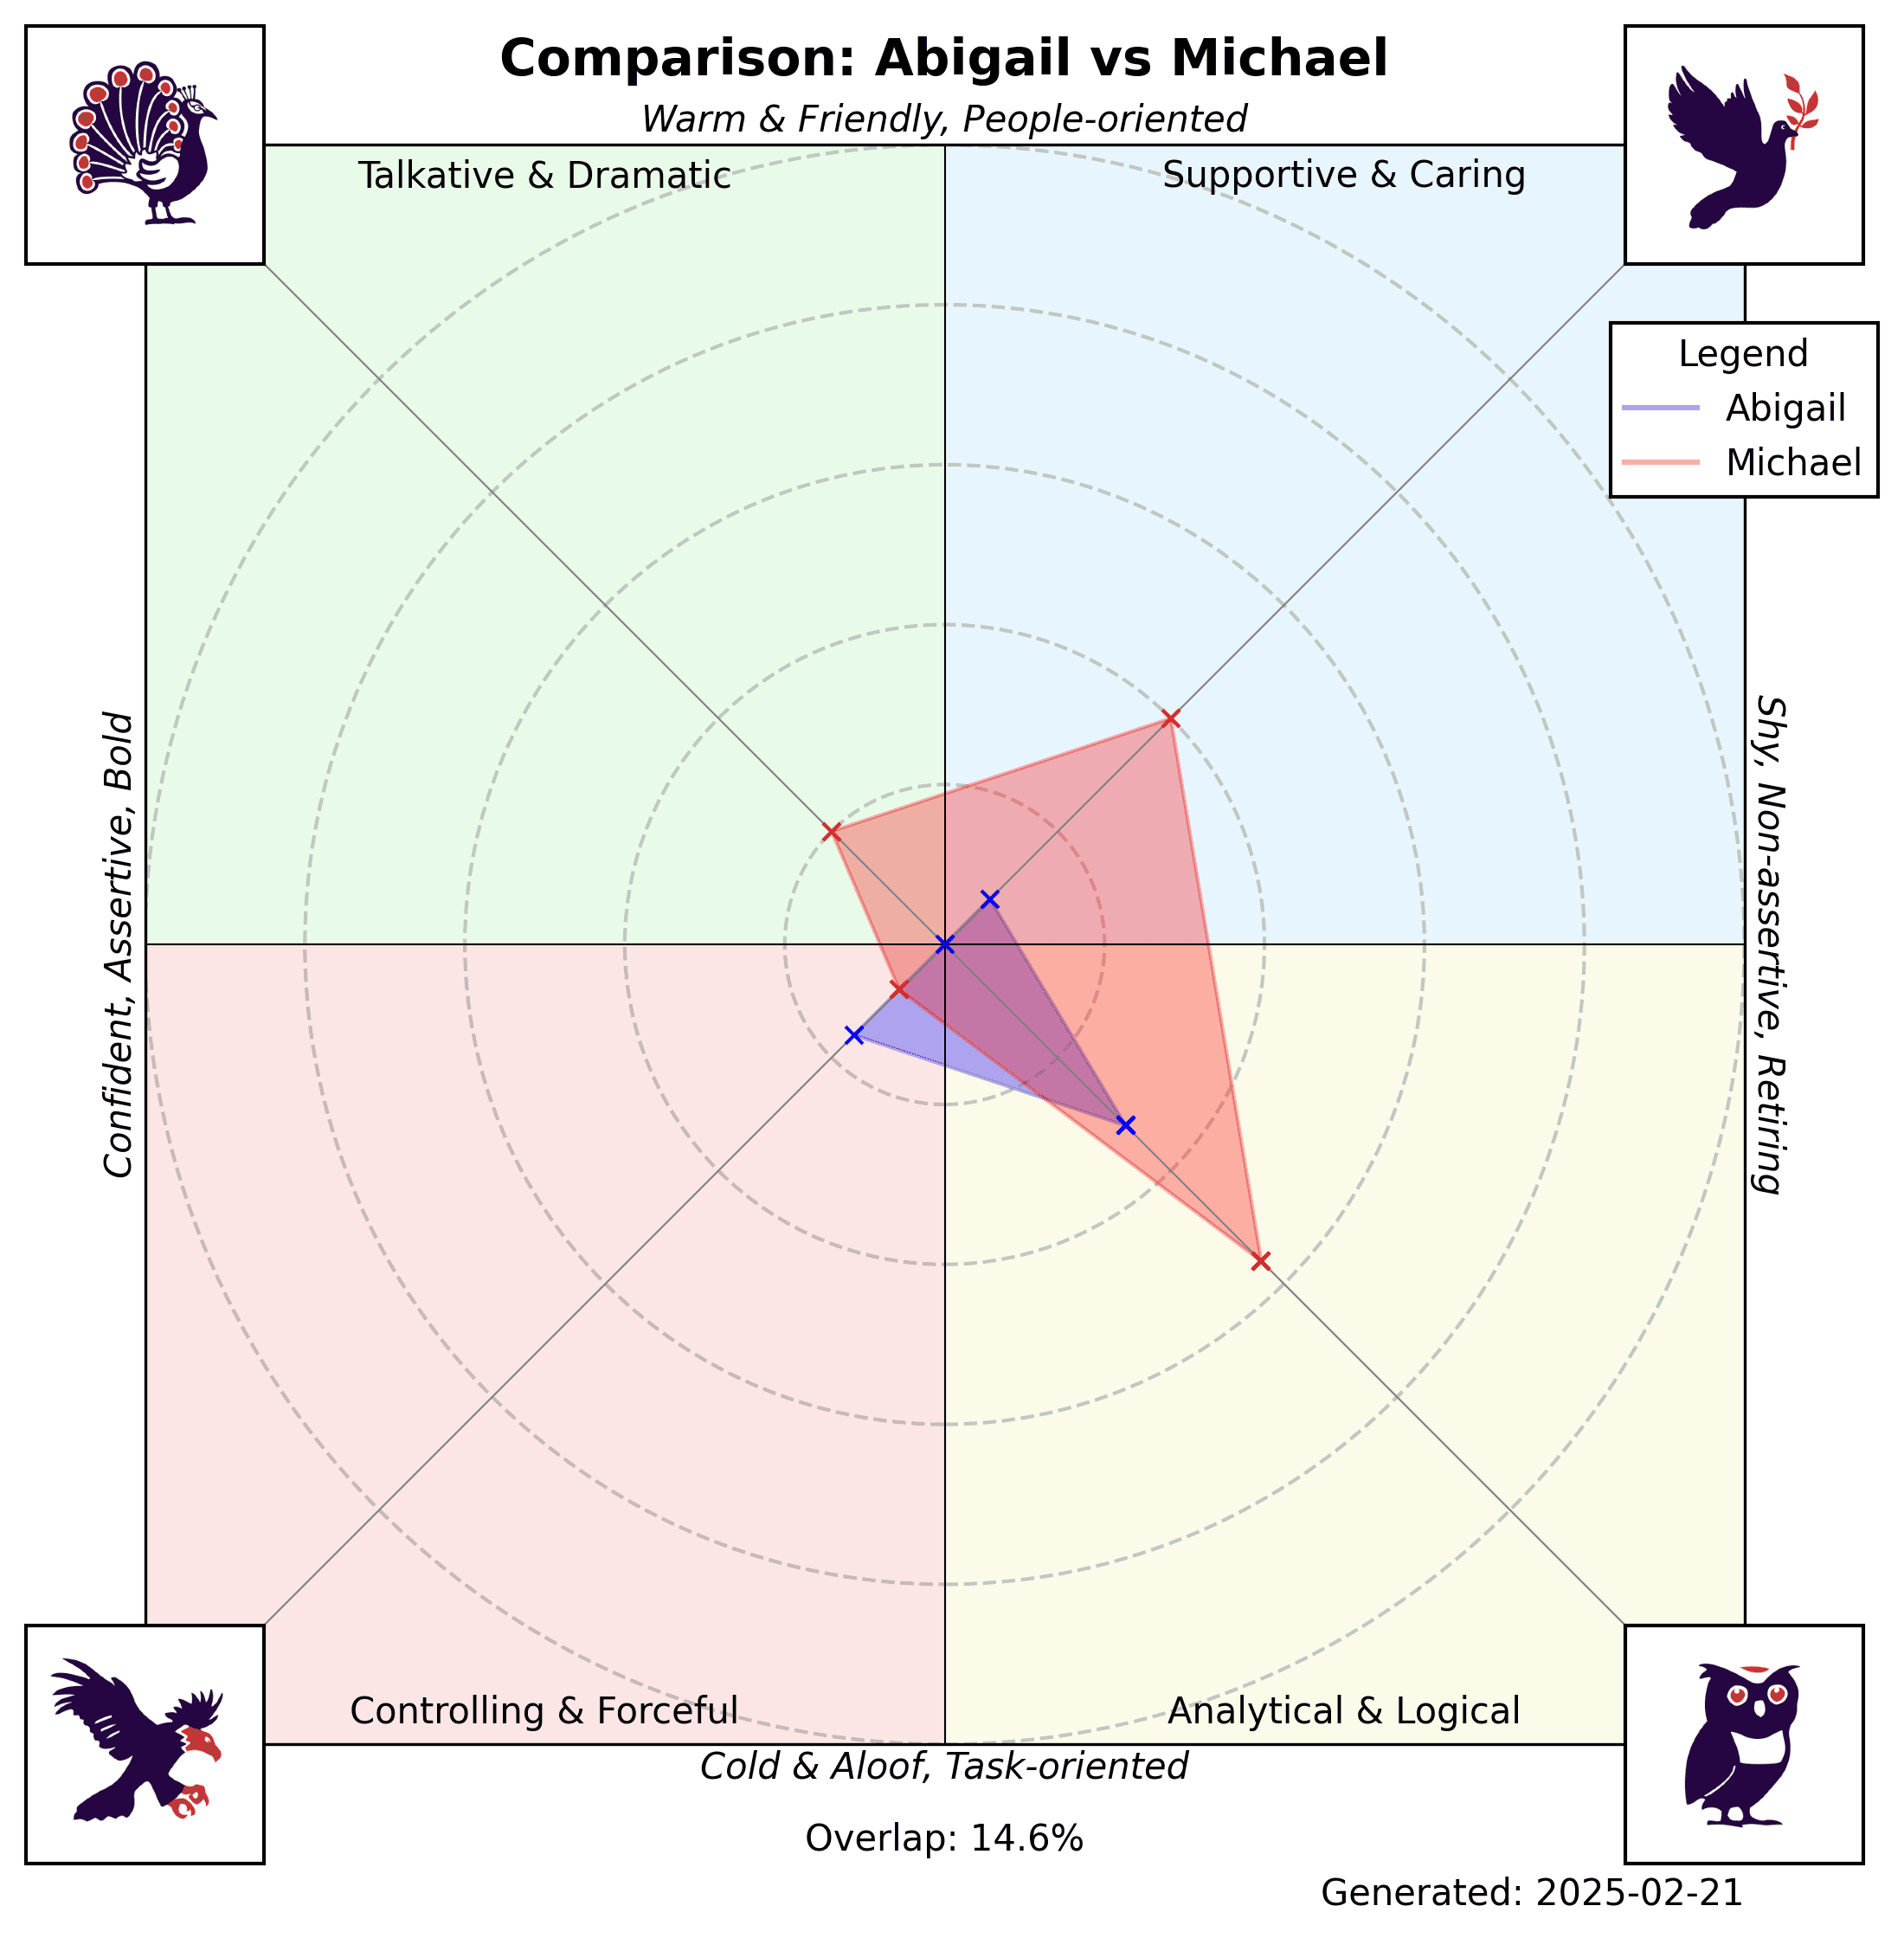 Comparison: Abigail vs Michael
Warm & Friendly, People-oriented
Talkative & Dramatic
Supportive & Caring
Legend
Abigail
Michael
Confident, Assertive, Bold
Shy, Non-assertive, Retiring
Controlling & Forceful
Analytical & Logical
Cold & Aloof, Task-oriented
Overlap: 14.6%
Generated: 2025-02-21